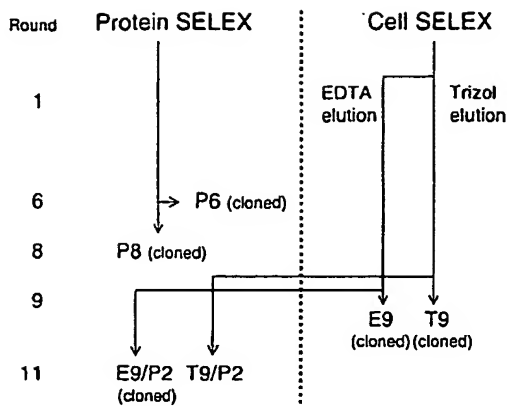 Round Protein SELEX Cell SELEX
EDTA elution
Trizol elution
1
6 P6 (cloned)
8 P8 (cloned)
9
E9 T9
(cloned) (cloned)
11 E9/P2 T9/P2
(cloned)